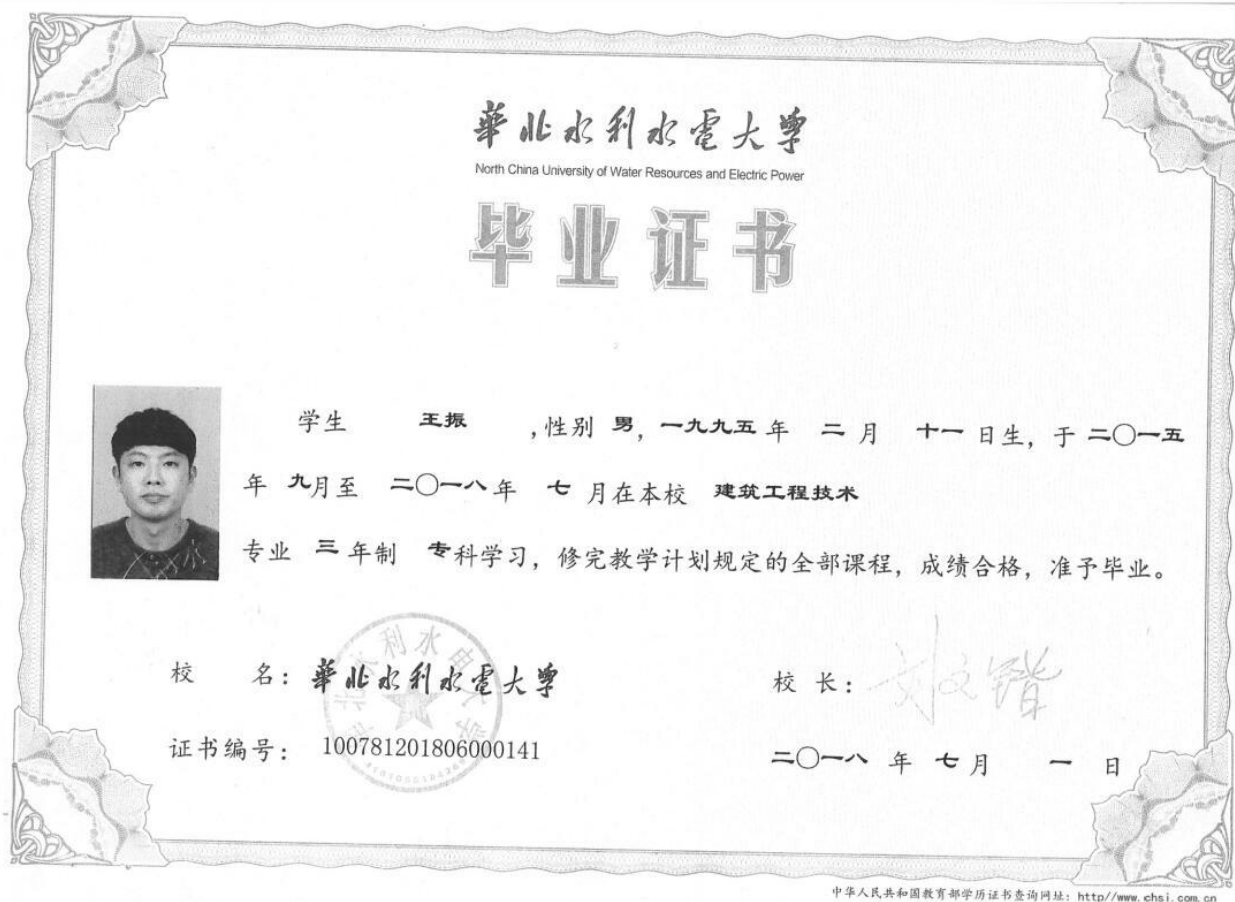 華北水利水電大學
North China University of Water Resources and Electric Power
毕业证书
学生 王振 ,性别 男, 一九九五 年 二 月 十一 日生, 于 二〇一五
年 九月至 二〇一八年 七 月在本校 建筑工程技术
专业 三 年制 专科学习, 修完教学计划规定的全部课程, 成绩合格, 准予毕业。
校 名: 華北水利水電大學
校 长: 刘文锴
证书编号: 100781201806000141
二〇一八 年 七 月 一 日
中华人民共和国教育部学历证书查询网址: http//www.chsi.com.cn